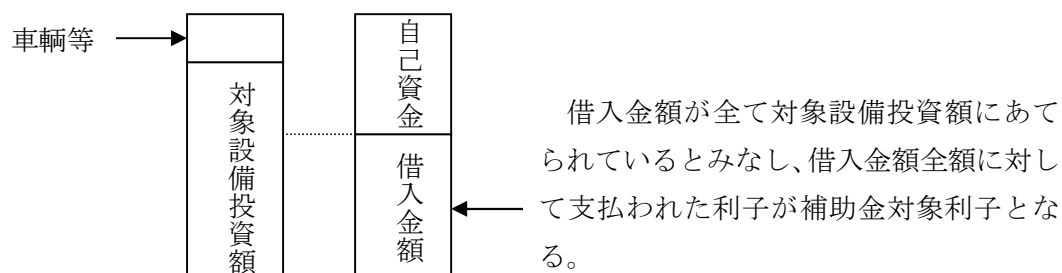 車輌等
対象設備投資額
自己資金
借入金額
借入金額が全て対象設備投資額にあて
られているとみなし、借入金額全額に対し
て支払われた利子が補助金対象利子とな
る。